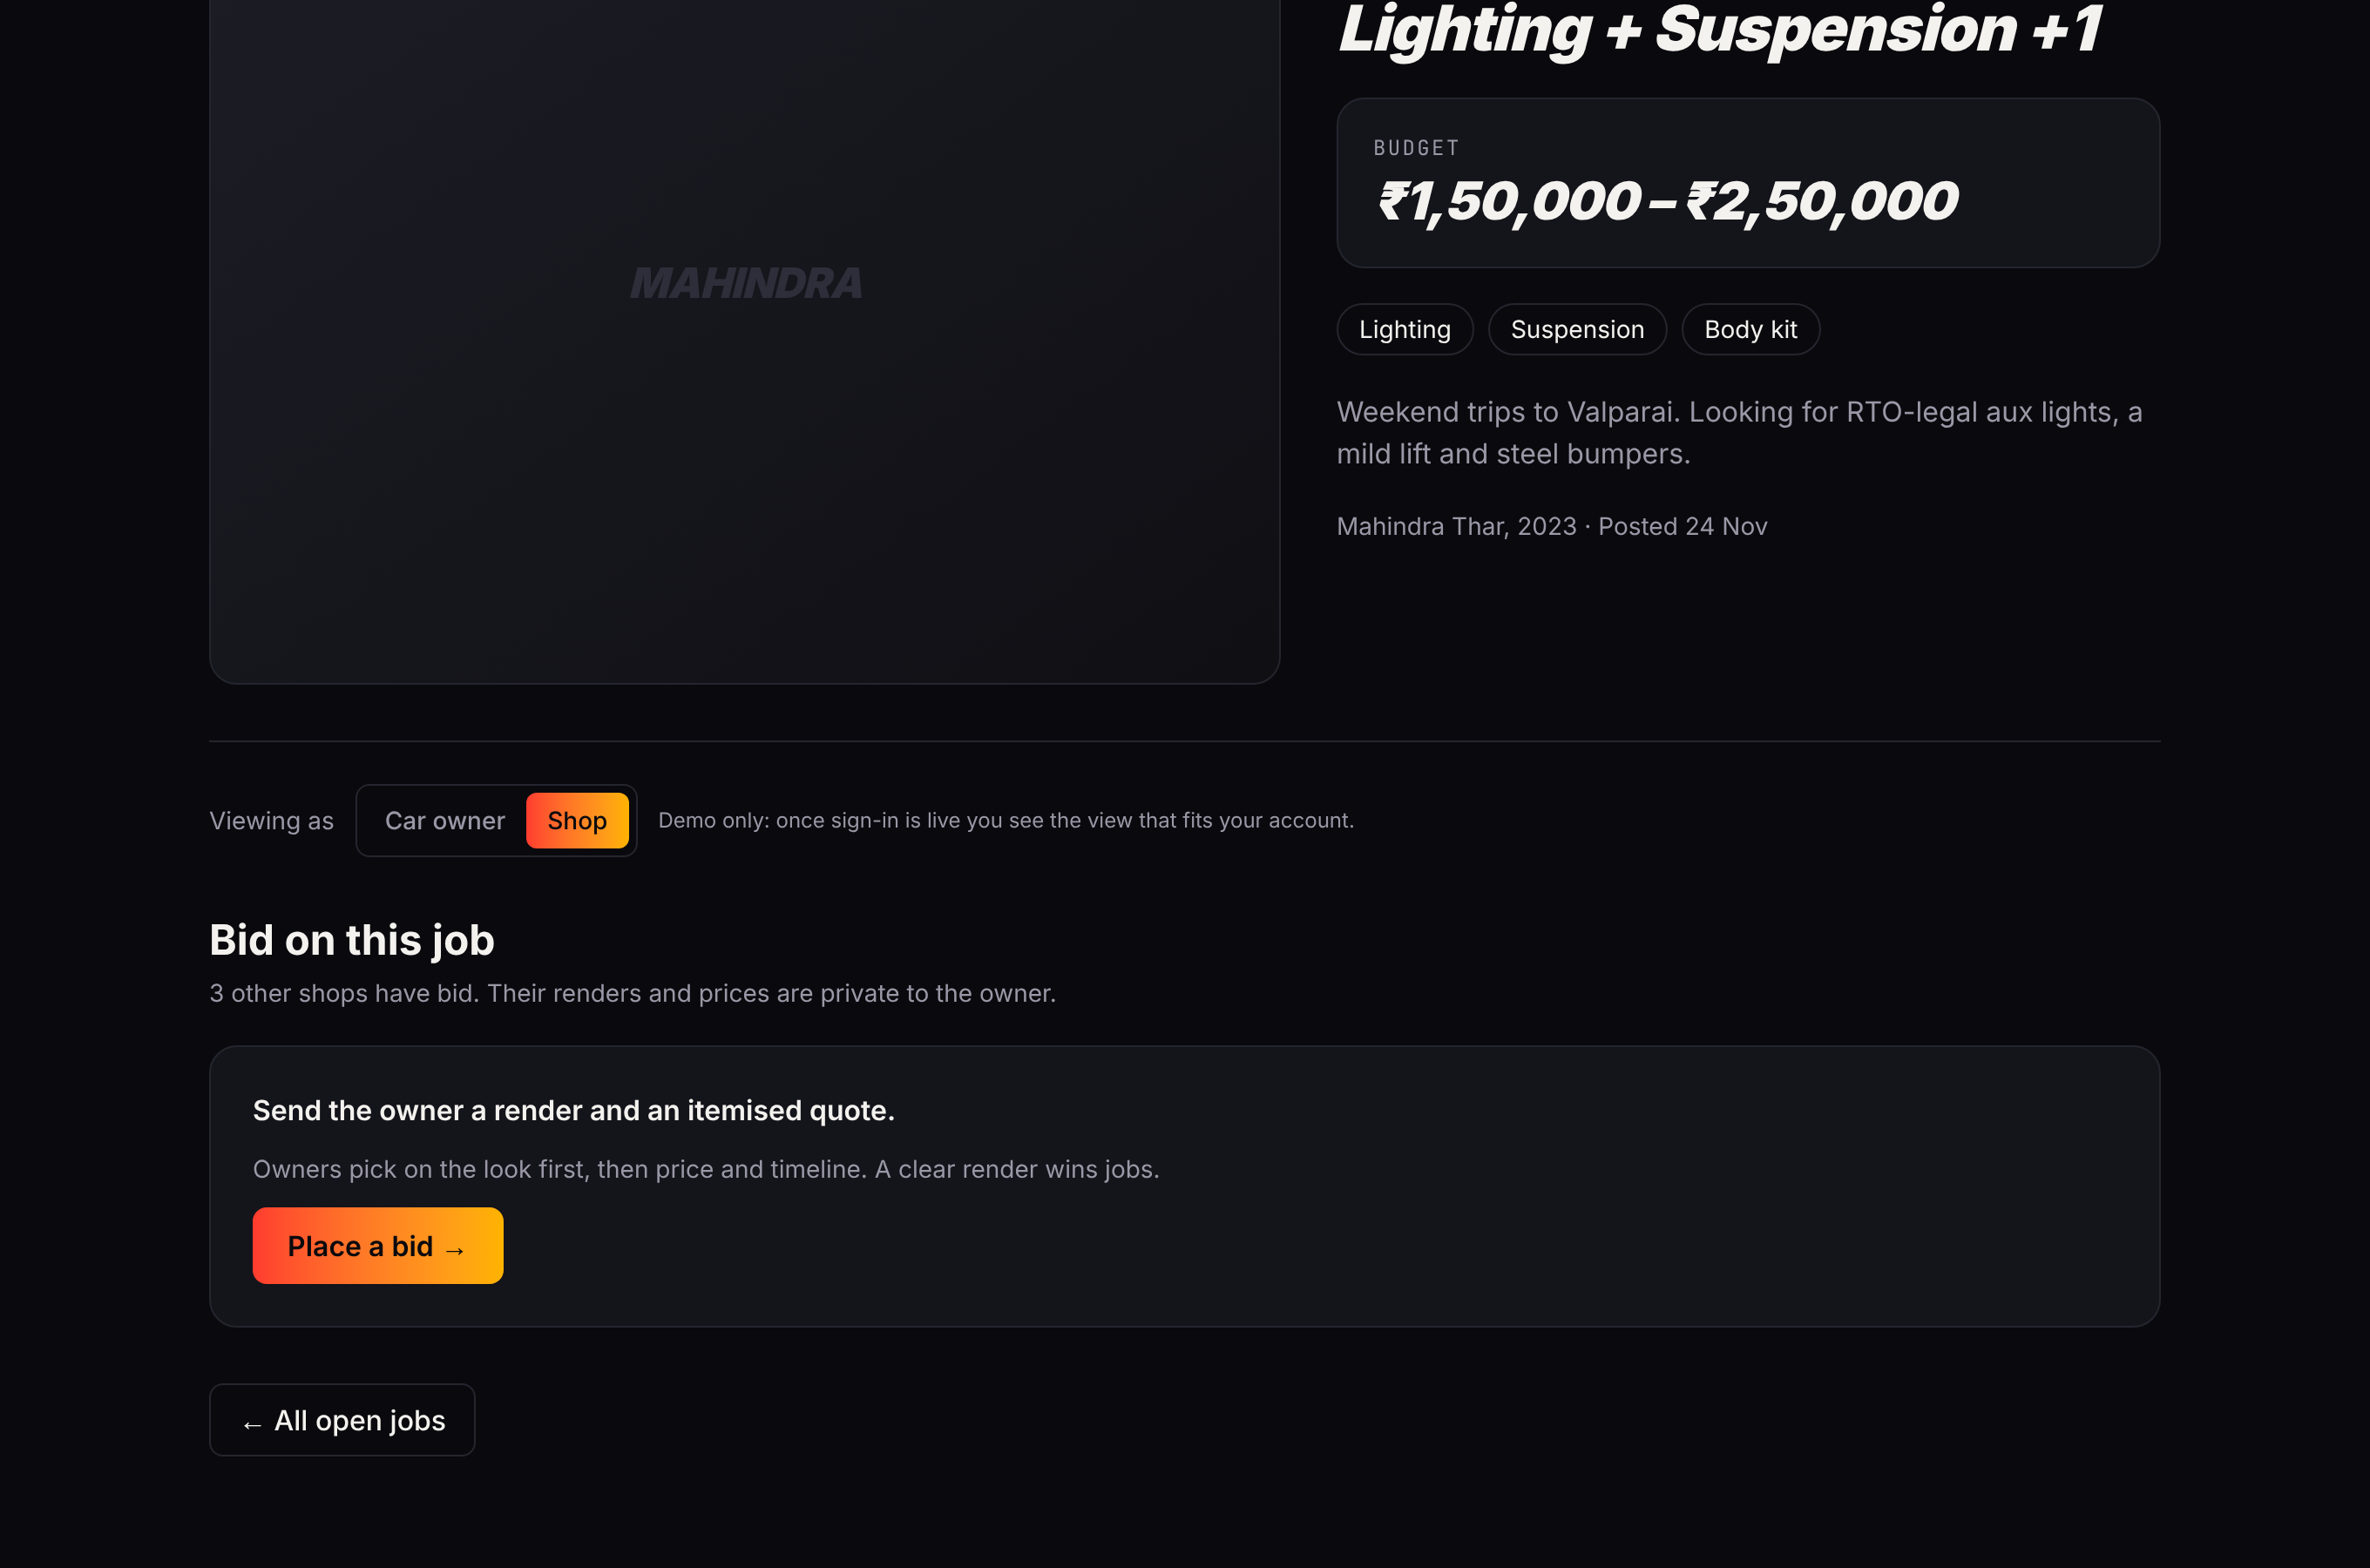 Lighting + Suspension +1
BUDGET
₹1,50,000 – ₹2,50,000
MAHINDRA
Lighting
Suspension
Body kit
Weekend trips to Valparai. Looking for RTO-legal aux lights, a
mild lift and steel bumpers.
Mahindra Thar, 2023 · Posted 24 Nov
Viewing as
Car owner
Shop
Demo only: once sign-in is live you see the view that fits your account.
Bid on this job
3 other shops have bid. Their renders and prices are private to the owner.
Send the owner a render and an itemised quote.
Owners pick on the look first, then price and timeline. A clear render wins jobs.
Place a bid →
← All open jobs